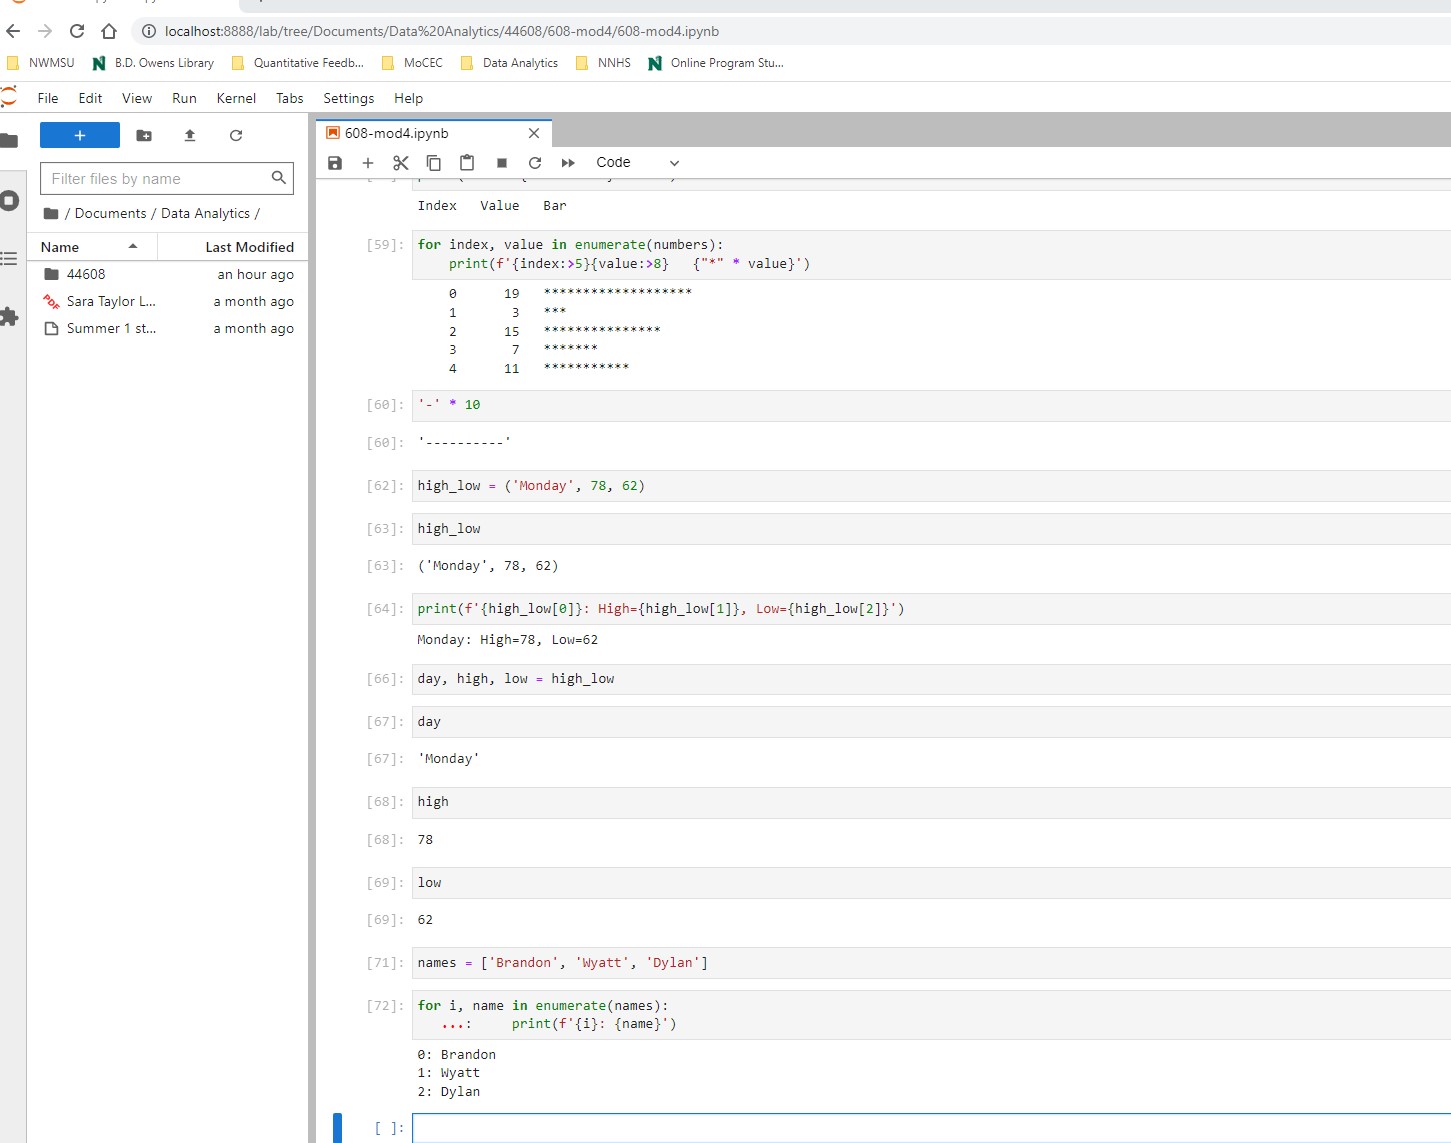 localhost:8888/lab/tree/Documents/Data%20Analytics/44608/608-mod4/608-mod4.ipynb
NWMSU B.D. Owens Library Quantitative Feedb... MoCEC Data Analytics NNHS Online Program Stu...
File Edit View Run Kernel Tabs Settings Help
+
Filter files by name
/ Documents / Data Analytics /
Name Last Modified
44608 an hour ago
Sara Taylor L... a month ago
Summer 1 st... a month ago
608-mod4.ipynb
Code
Index   Value   Bar
[59]: for index, value in enumerate(numbers):
    print(f'{index:>5}{value:>8}   {"*" * value}')
    0      19   *******************
    1       3   ***
    2      15   ***************
    3       7   *******
    4      11   ***********
[60]: '-' * 10
[60]: '----------'
[62]: high_low = ('Monday', 78, 62)
[63]: high_low
[63]: ('Monday', 78, 62)
[64]: print(f'{high_low[0]}: High={high_low[1]}, Low={high_low[2]}')
Monday: High=78, Low=62
[66]: day, high, low = high_low
[67]: day
[67]: 'Monday'
[68]: high
[68]: 78
[69]: low
[69]: 62
[71]: names = ['Brandon', 'Wyatt', 'Dylan']
[72]: for i, name in enumerate(names):
   ...:     print(f'{i}: {name}')
0: Brandon
1: Wyatt
2: Dylan
[ ]: